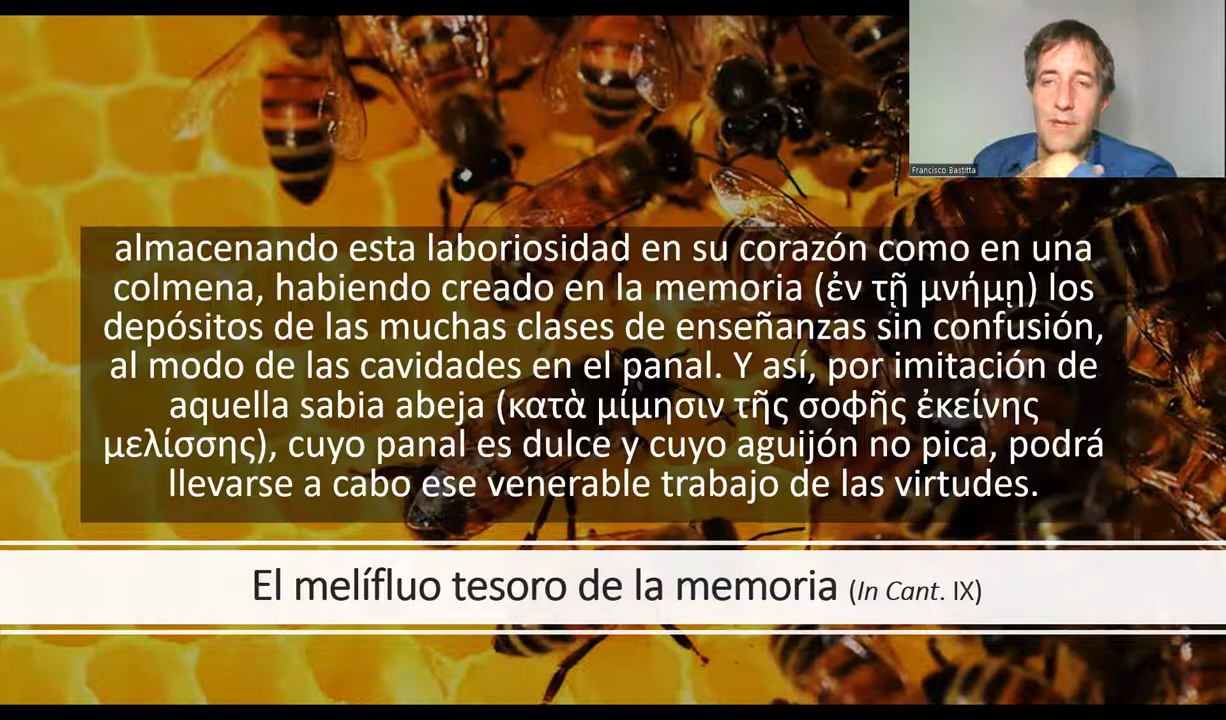 Francisco Bastitta
almacenando esta laboriosidad en su corazón como en una
colmena, habiendo creado en la memoria (ἐν τῇ μνήμῃ) los
depósitos de las muchas clases de enseñanzas sin confusión,
al modo de las cavidades en el panal. Y así, por imitación de
aquella sabia abeja (κατὰ μίμησιν τῆς σοφῆς ἐκείνης
μελίσσης), cuyo panal es dulce y cuyo aguijón no pica, podrá
llevarse a cabo ese venerable trabajo de las virtudes.
El melífluo tesoro de la memoria (In Cant. IX)